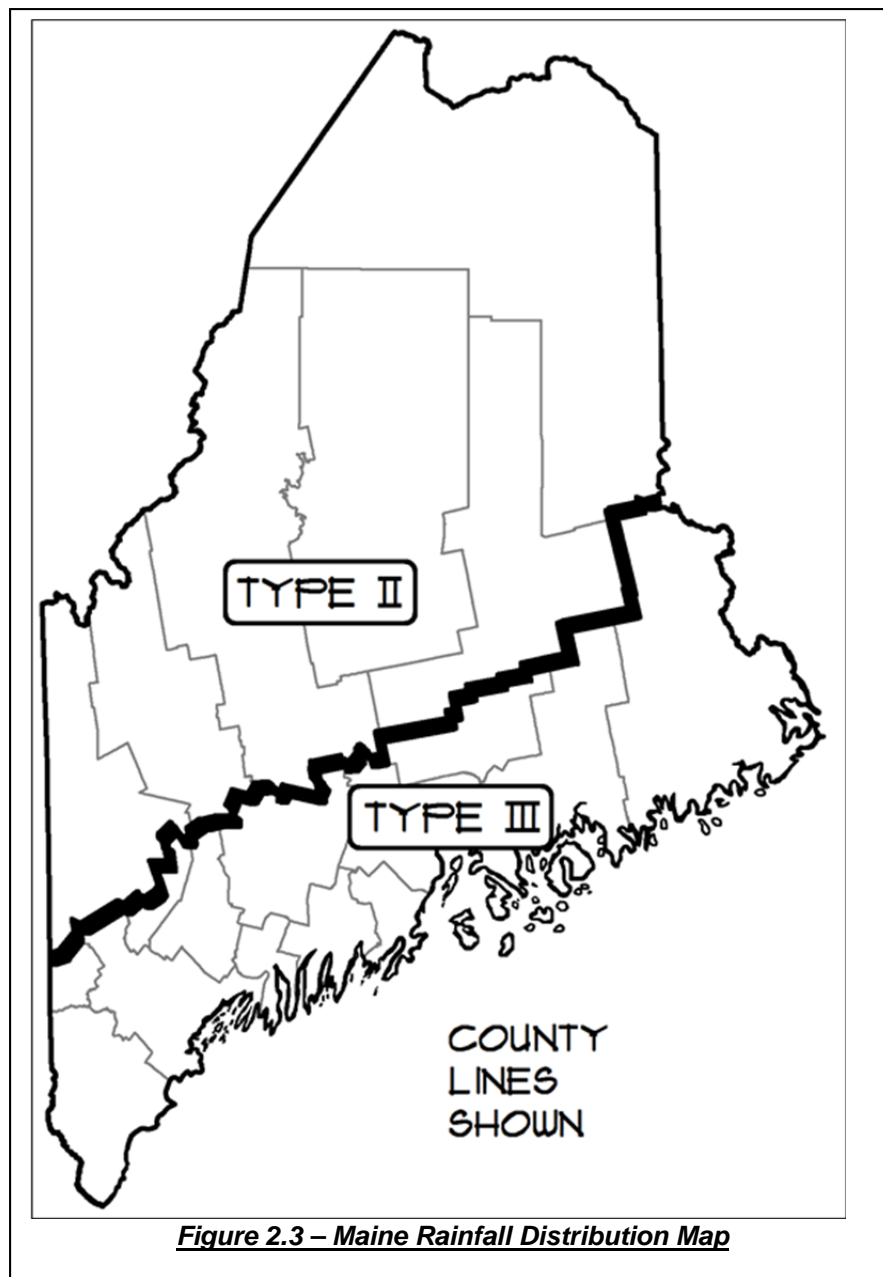 TYPE II
TYPE III
COUNTY
LINES
SHOWN
Figure 2.3 – Maine Rainfall Distribution Map